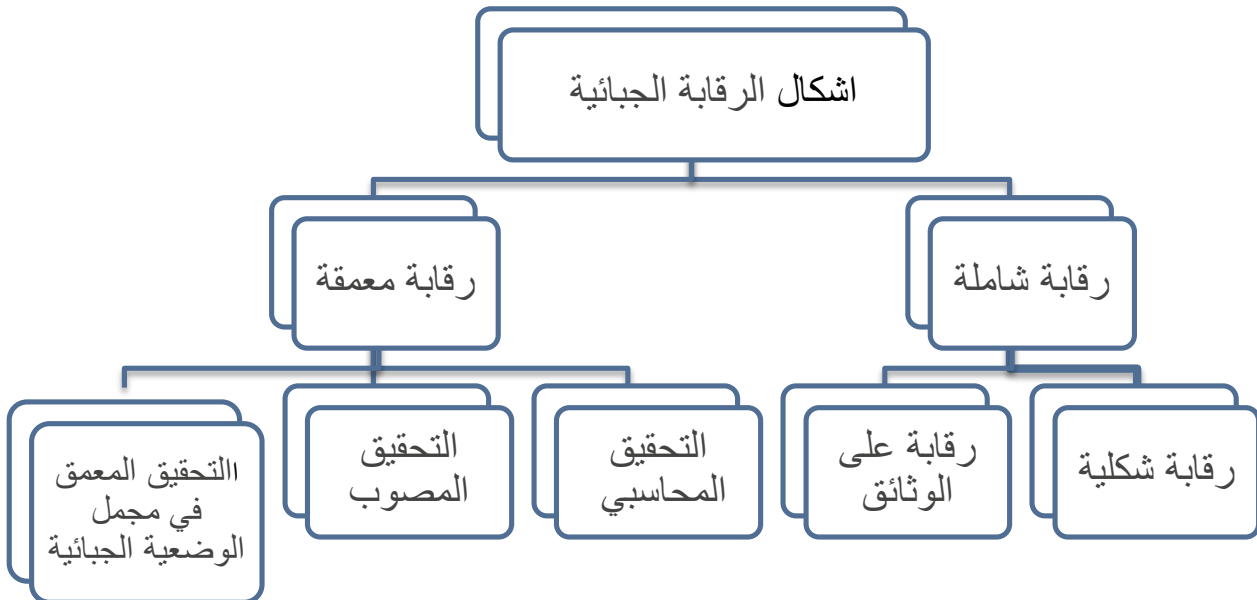 اشكال الرقابة الجبائية
رقابة شاملة
رقابة معمقة
رقابة شكلية
رقابة على
الوثائق
التحقيق
المحاسبي
التحقيق
المصوب
االتحقيق المعمق
في مجمل
الوضعية الجبائية